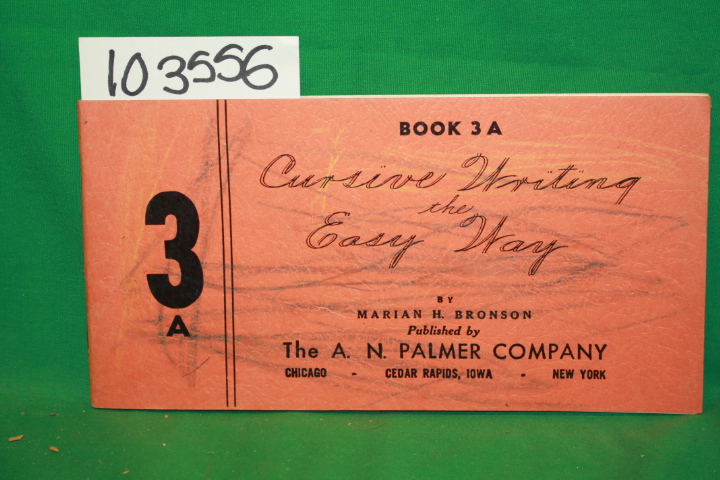 103556
BOOK 3 A
Cursive Writing
the
Easy Way
3
A
BY
MARIAN H. BRONSON
Published by
The A. N. PALMER COMPANY
CHICAGO - CEDAR RAPIDS, IOWA - NEW YORK